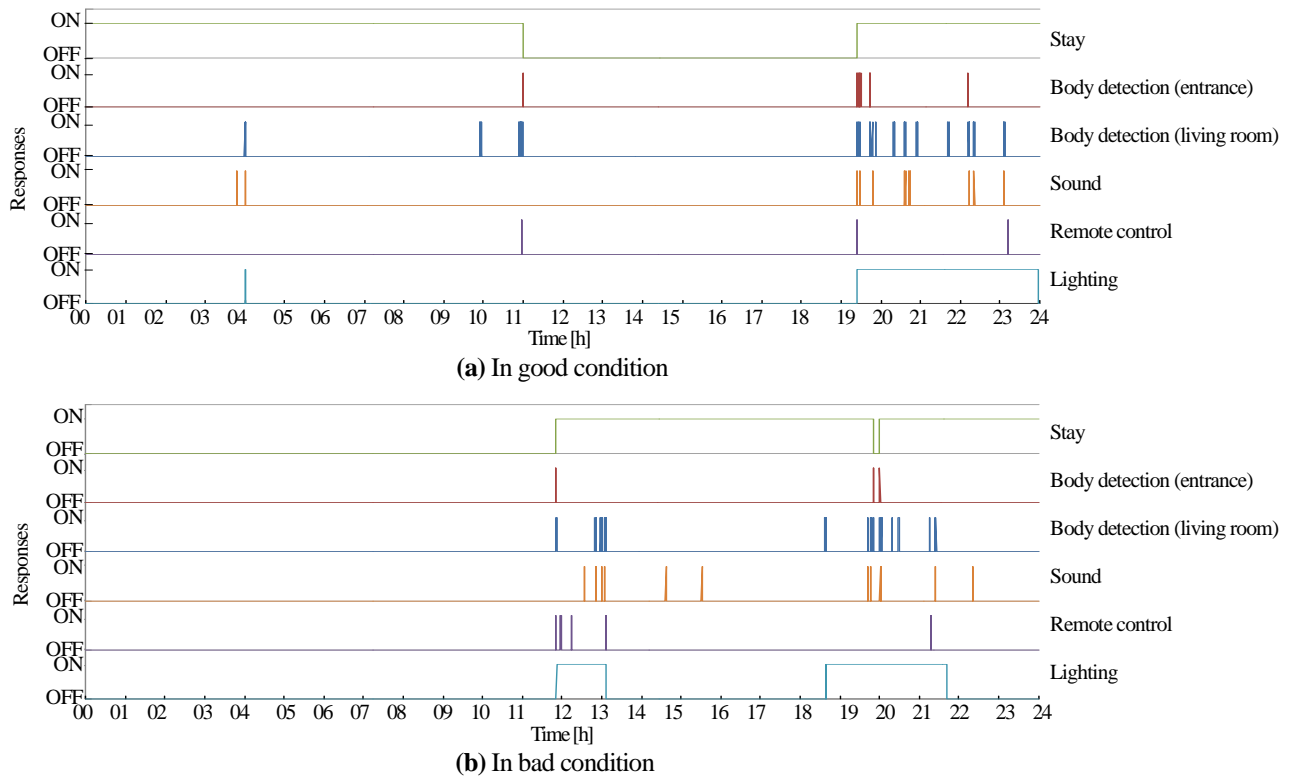 ON
OFF
Stay
ON
OFF
Body detection (entrance)
ON
OFF
Body detection (living room)
ON
OFF
Sound
ON
OFF
Remote control
ON
OFF
Lighting
Responses
00 01 02 03 04 05 06 07 08 09 10 11 12 13 14 15 16 17 18 19 20 21 22 23 24
Time [h]
(a) In good condition
ON
OFF
Stay
ON
OFF
Body detection (entrance)
ON
OFF
Body detection (living room)
ON
OFF
Sound
ON
OFF
Remote control
ON
OFF
Lighting
Responses
00 01 02 03 04 05 06 07 08 09 10 11 12 13 14 15 16 17 18 19 20 21 22 23 24
Time [h]
(b) In bad condition